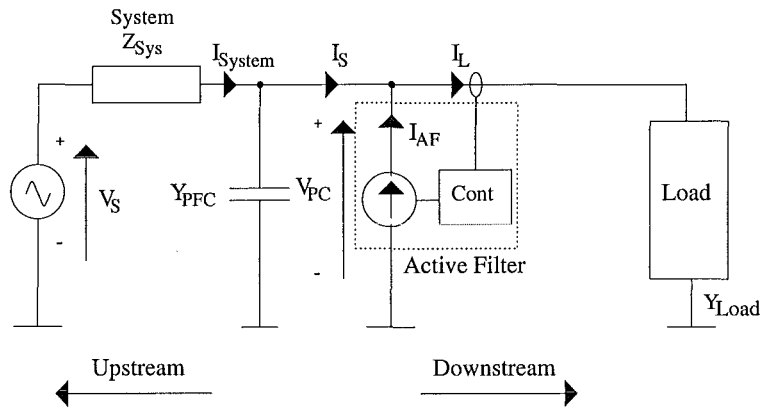 System
Z_Sys
I_System
I_S
I_L
+
V_S
-
Y_PFC
+
V_PC
-
I_AF
Cont
Active Filter
Load
Y_Load
Upstream
Downstream